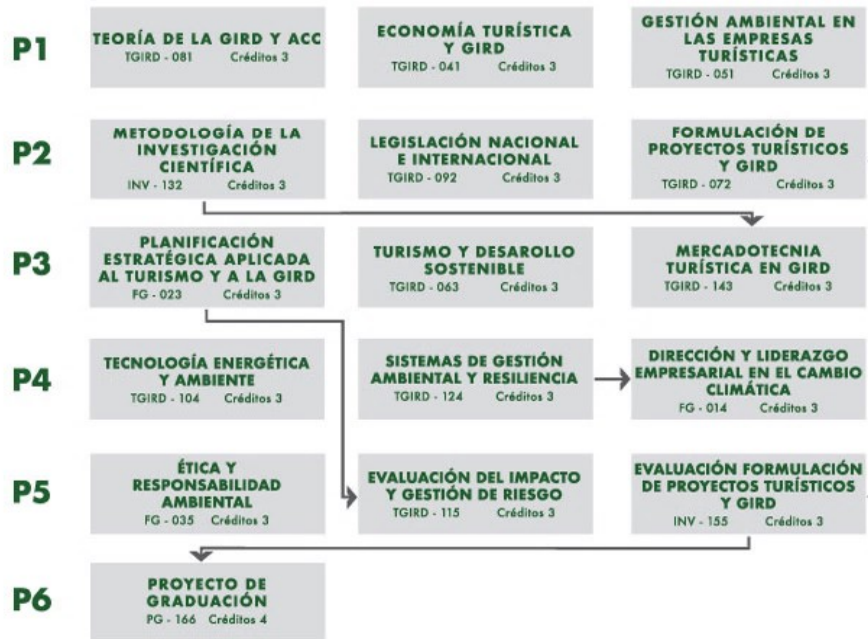 P1
TEORÍA DE LA GIRD Y ACC
TGIRD - 081 Créditos 3
ECONOMÍA TURÍSTICA
Y GIRD
TGIRD - 041 Créditos 3
GESTIÓN AMBIENTAL EN
LAS EMPRESAS
TURÍSTICAS
TGIRD - 051 Créditos 3
P2
METODOLOGÍA DE LA
INVESTIGACIÓN
CIENTÍFICA
INV - 132 Créditos 3
LEGISLACIÓN NACIONAL
E INTERNACIONAL
TGIRD - 092 Créditos 3
FORMULACIÓN DE
PROYECTOS TURÍSTICOS
Y GIRD
TGIRD - 072 Créditos 3
P3
PLANIFICACIÓN
ESTRATÉGICA APLICADA
AL TURISMO Y A LA GIRD
FG - 023 Créditos 3
TURISMO Y DESAROLLO
SOSTENIBLE
TGIRD - 063 Créditos 3
MERCADOTECNIA
TURÍSTICA EN GIRD
TGIRD - 143 Créditos 3
P4
TECNOLOGÍA ENERGÉTICA
Y AMBIENTE
TGIRD - 104 Créditos 3
SISTEMAS DE GESTIÓN
AMBIENTAL Y RESILIENCIA
TGIRD - 124 Créditos 3
DIRECCIÓN Y LIDERAZGO
EMPRESARIAL EN EL CAMBIO
CLIMÁTICA
FG - 014 Créditos 3
P5
ÉTICA Y
RESPONSABILIDAD
AMBIENTAL
FG - 035 Créditos 3
EVALUACIÓN DEL IMPACTO
Y GESTIÓN DE RIESGO
TGIRD - 115 Créditos 3
EVALUACIÓN FORMULACIÓN
DE PROYECTOS TURÍSTICOS
Y GIRD
INV - 155 Créditos 3
P6
PROYECTO DE
GRADUACIÓN
PG - 166 Créditos 4